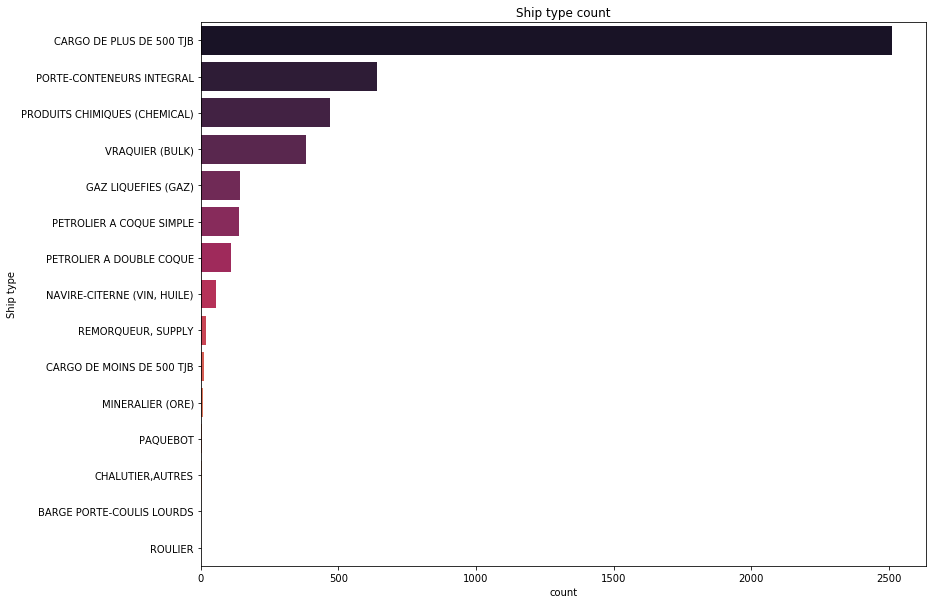 Ship type count
Ship type
CARGO DE PLUS DE 500 TJB
PORTE-CONTENEURS INTEGRAL
PRODUITS CHIMIQUES (CHEMICAL)
VRAQUIER (BULK)
GAZ LIQUEFIES (GAZ)
PETROLIER A COQUE SIMPLE
PETROLIER A DOUBLE COQUE
NAVIRE-CITERNE (VIN, HUILE)
REMORQUEUR, SUPPLY
CARGO DE MOINS DE 500 TJB
MINERALIER (ORE)
PAQUEBOT
CHALUTIER,AUTRES
BARGE PORTE-COULIS LOURDS
ROULIER
0 500 1000 1500 2000 2500
count